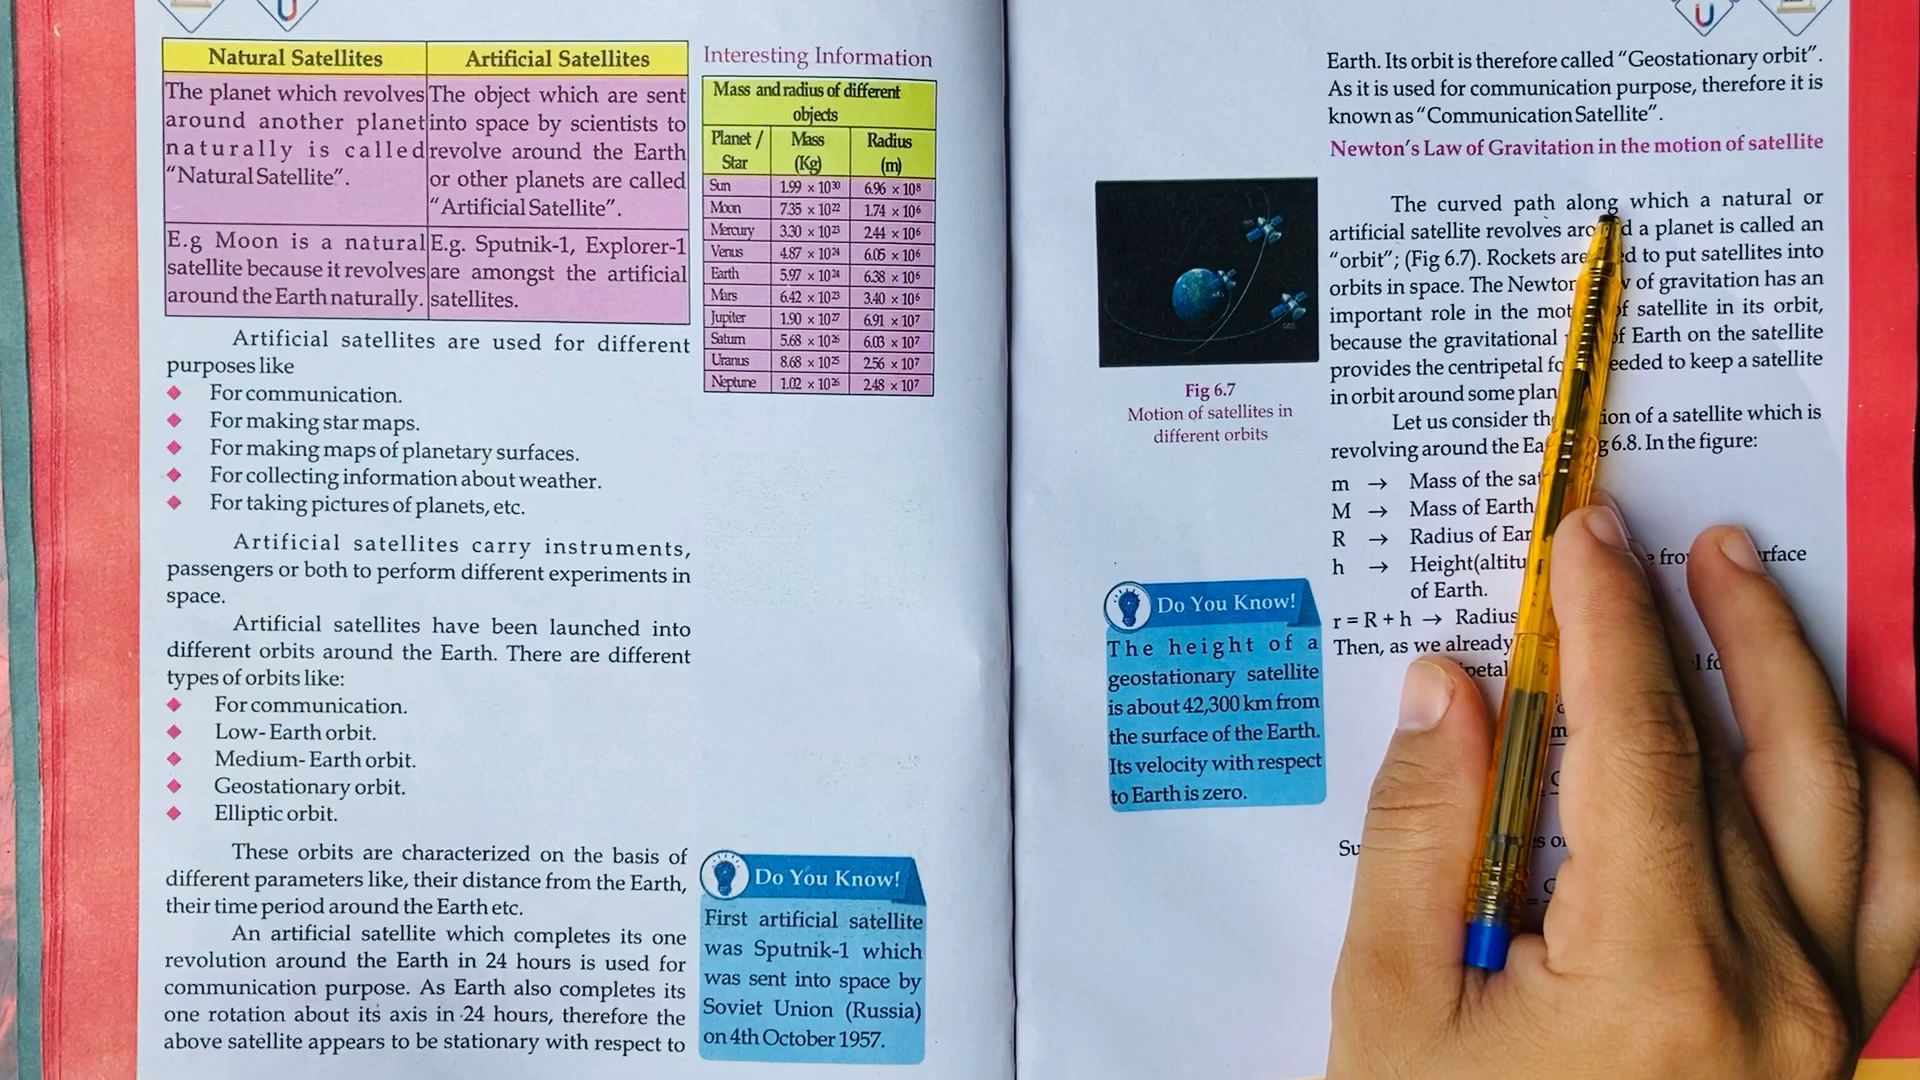 Natural Satellites
Artificial Satellites
The planet which revolves
around another planet
naturally is called
"Natural Satellite".
The object which are sent
into space by scientists to
revolve around the Earth
or other planets are called
"Artificial Satellite".
E.g Moon is a natural
satellite because it revolves
around the Earth naturally.
E.g. Sputnik-1, Explorer-1
are amongst the artificial
satellites.
Artificial satellites are used for different
purposes like
For communication.
For making star maps.
For making maps of planetary surfaces.
For collecting information about weather.
For taking pictures of planets, etc.
Artificial satellites carry instruments,
passengers or both to perform different experiments in
space.
Artificial satellites have been launched into
different orbits around the Earth. There are different
types of orbits like:
For communication.
Low- Earth orbit.
Medium- Earth orbit.
Geostationary orbit.
Elliptic orbit.
These orbits are characterized on the basis of
different parameters like, their distance from the Earth,
their time period around the Earth etc.
An artificial satellite which completes its one
revolution around the Earth in 24 hours is used for
communication purpose. As Earth also completes its
one rotation about its axis in 24 hours, therefore the
above satellite appears to be stationary with respect to
Interesting Information
Mass and radius of different
objects
Planet / Star Mass (Kg) Radius (m)
Sun 1.99 × 10³⁰ 6.96 × 10⁸
Moon 7.35 × 10²² 1.74 × 10⁶
Mercury 3.30 × 10²³ 2.44 × 10⁶
Venus 4.87 × 10²⁴ 6.05 × 10⁶
Earth 5.97 × 10²⁴ 6.38 × 10⁶
Mars 6.42 × 10²³ 3.40 × 10⁶
Jupiter 1.90 × 10²⁷ 6.91 × 10⁷
Saturn 5.68 × 10²⁶ 6.03 × 10⁷
Uranus 8.68 × 10²⁵ 2.56 × 10⁷
Neptune 1.02 × 10²⁶ 2.48 × 10⁷
Do You Know!
First artificial satellite
was Sputnik-1 which
was sent into space by
Soviet Union (Russia)
on 4th October 1957.
Fig 6.7
Motion of satellites in
different orbits
Do You Know!
The height of a
geostationary satellite
is about 42,300 km from
the surface of the Earth.
Its velocity with respect
to Earth is zero.
Earth. Its orbit is therefore called "Geostationary orbit".
As it is used for communication purpose, therefore it is
known as "Communication Satellite".
Newton's Law of Gravitation in the motion of satellite
The curved path along which a natural or
artificial satellite revolves a planet is called an
"orbit"; (Fig 6.7). Rockets are to put satellites into
orbits in space. The Newton of gravitation has an
important role in the of satellite in its orbit,
because the gravitational of Earth on the satellite
provides the centripetal needed to keep a satellite
in orbit around some
Let us consider the of a satellite which is
revolving around the 6.8. In the figure:
m → Mass of the
M → Mass of Earth
R → Radius of
h → surface
of Earth.
r = R + h → Radius
Then, as we already